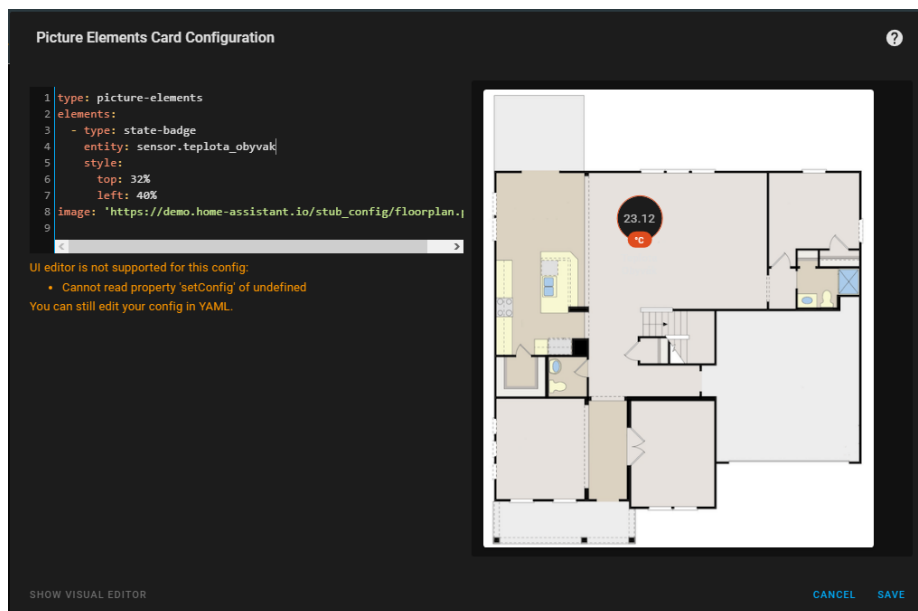 Picture Elements Card Configuration
?
1 type: picture-elements
2 elements:
3   - type: state-badge
4     entity: sensor.teplota_obyvak
5     style:
6       top: 32%
7       left: 40%
8 image: 'https://demo.home-assistant.io/stub_config/floorplan.p
9
UI editor is not supported for this config:
• Cannot read property 'setConfig' of undefined
You can still edit your config in YAML.
23.12
°C
SHOW VISUAL EDITOR
CANCEL
SAVE